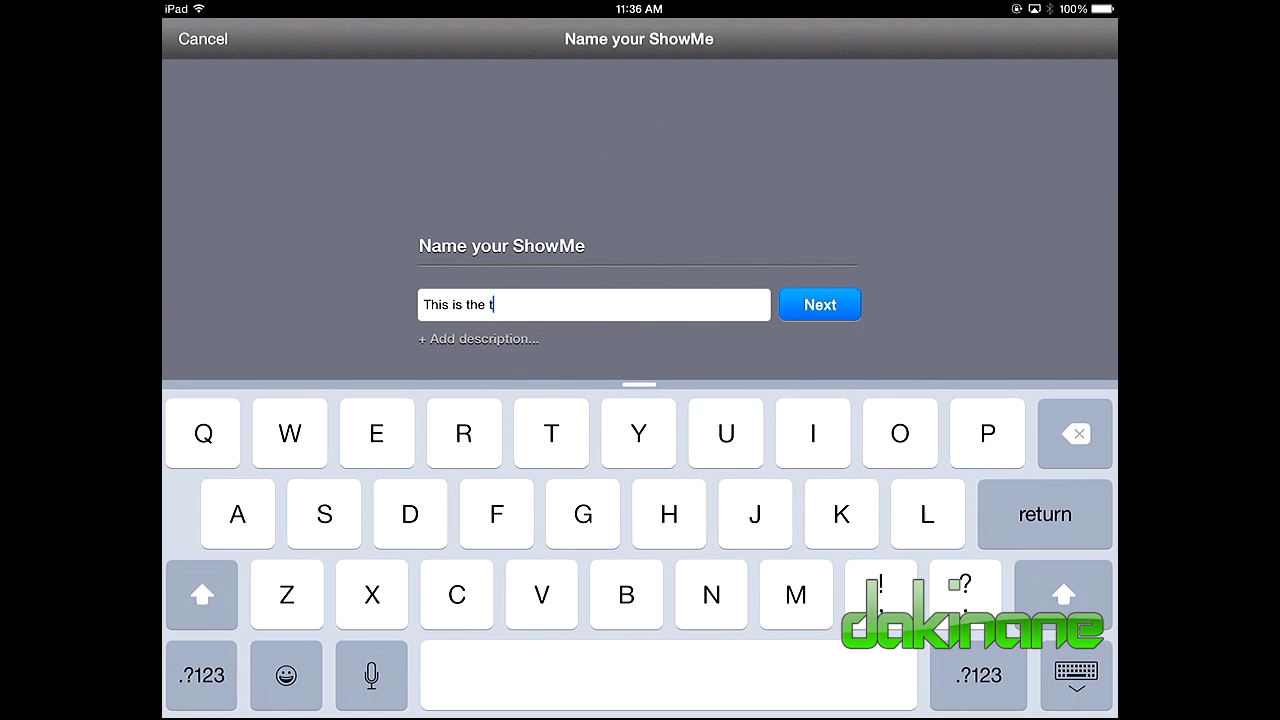 iPad 11:36 AM 100%
Cancel Name your ShowMe
Name your ShowMe
This is the t Next
+ Add description...
Q W E R T Y U I O P
A S D F G H J K L return
Z X C V B N M ! , ? .
dakinane
.?123 .?123